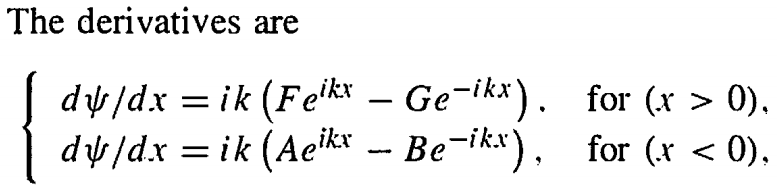 The derivatives are
dψ/dx = ik (Fe^{ikx} − Ge^{−ikx}), for (x > 0),
dψ/dx = ik (Ae^{ikx} − Be^{−ikx}), for (x < 0),